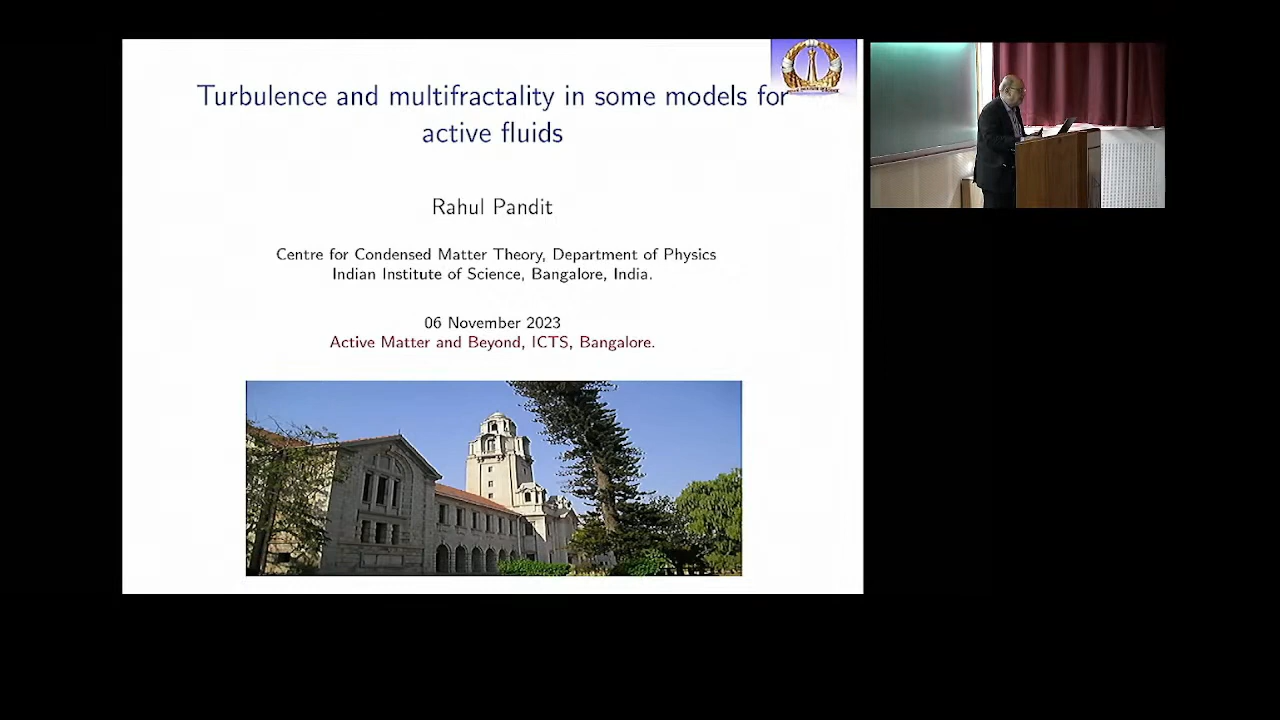 Turbulence and multifractality in some models for
active fluids
Rahul Pandit
Centre for Condensed Matter Theory, Department of Physics
Indian Institute of Science, Bangalore, India.
06 November 2023
Active Matter and Beyond, ICTS, Bangalore.